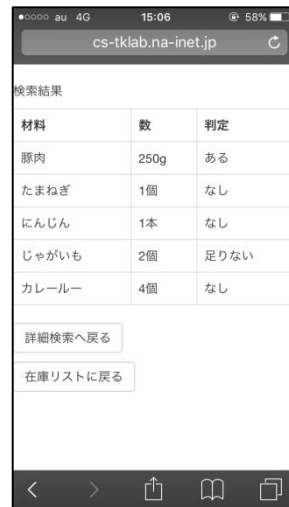 ●○○○○ au 4G 15:06 58%
cs-tklab.na-inet.jp
検索結果
材料 数 判定
豚肉 250g ある
たまねぎ 1個 なし
にんじん 1本 なし
じゃがいも 2個 足りない
カレールー 4個 なし
詳細検索へ戻る
在庫リストに戻る